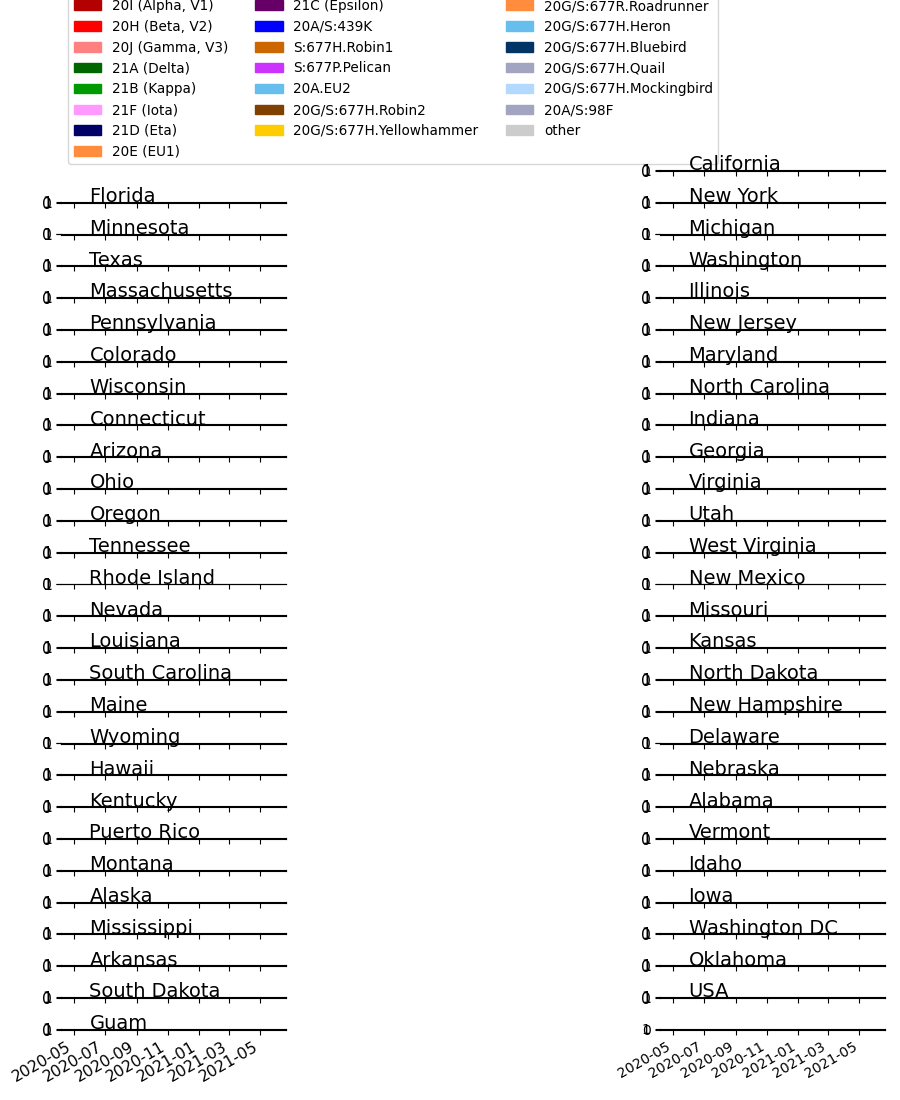 20I (Alpha, V1) 21C (Epsilon) 20G/S:677R.Roadrunner
20H (Beta, V2) 20A/S:439K 20G/S:677H.Heron
20J (Gamma, V3) S:677H.Robin1 20G/S:677H.Bluebird
21A (Delta) S:677P.Pelican 20G/S:677H.Quail
21B (Kappa) 20A.EU2 20G/S:677H.Mockingbird
21F (Iota) 20G/S:677H.Robin2 20A/S:98F
21D (Eta) 20G/S:677H.Yellowhammer other
20E (EU1)
California
Florida New York
Minnesota Michigan
Texas Washington
Massachusetts Illinois
Pennsylvania New Jersey
Colorado Maryland
Wisconsin North Carolina
Connecticut Indiana
Arizona Georgia
Ohio Virginia
Oregon Utah
Tennessee West Virginia
Rhode Island New Mexico
Nevada Missouri
Louisiana Kansas
South Carolina North Dakota
Maine New Hampshire
Wyoming Delaware
Hawaii Nebraska
Kentucky Alabama
Puerto Rico Vermont
Montana Idaho
Alaska Iowa
Mississippi Washington DC
Arkansas Oklahoma
South Dakota USA
Guam
2020-05 2020-07 2020-09 2020-11 2021-01 2021-03 2021-05 2020-05 2020-07 2020-09 2020-11 2021-01 2021-03 2021-05